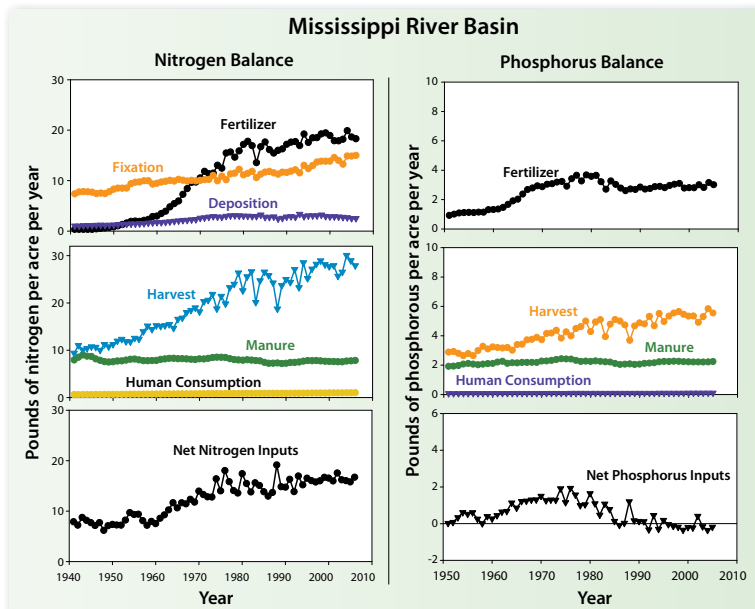 Mississippi River Basin
Nitrogen Balance
Pounds of nitrogen per acre per year
30
20
10
0
Fertilizer
Fixation
Deposition
30
20
10
0
Harvest
Manure
Human Consumption
30
20
10
0
Net Nitrogen Inputs
1940 1950 1960 1970 1980 1990 2000 2010
Year
Phosphorus Balance
Pounds of phosphorous per acre per year
10
8
6
4
2
0
Fertilizer
10
8
6
4
2
0
Harvest
Manure
Human Consumption
6
4
2
0
-2
Net Phosphorus Inputs
1950 1960 1970 1980 1990 2000 2010
Year